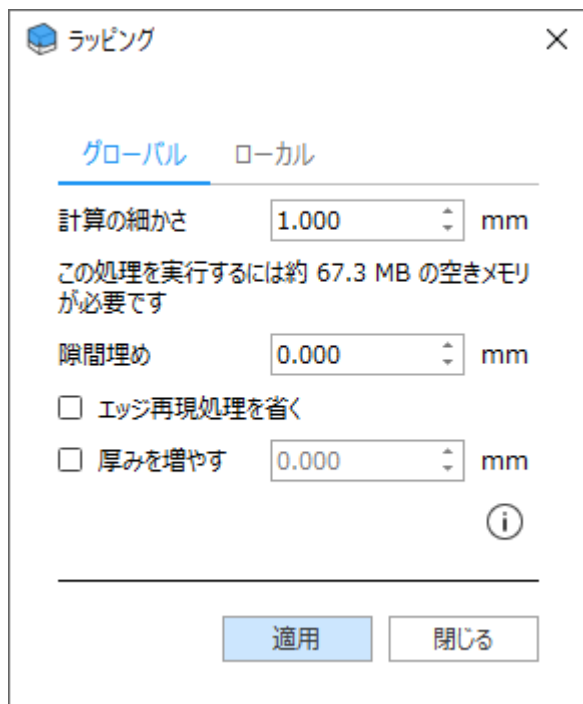 ラッピング
グローバル ローカル
計算の細かさ 1.000 mm
この処理を実行するには約 67.3 MB の空きメモリ
が必要です
隙間埋め 0.000 mm
エッジ再現処理を省く
厚みを増やす 0.000 mm
i
適用 閉じる